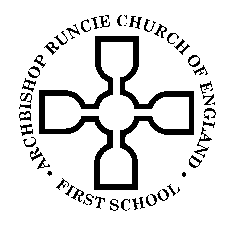 ARCHBISHOP RUNCIE CHURCH OF ENGLAND
• FIRST SCHOOL •